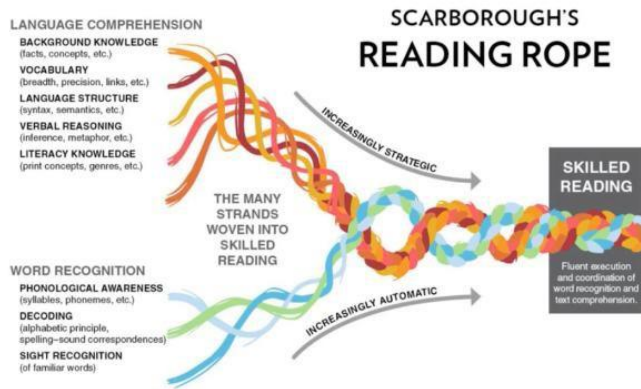 SCARBOROUGH'S
READING ROPE
LANGUAGE COMPREHENSION
BACKGROUND KNOWLEDGE
(facts, concepts, etc.)
VOCABULARY
(breadth, precision, links, etc.)
LANGUAGE STRUCTURE
(syntax, semantics, etc.)
VERBAL REASONING
(inference, metaphor, etc.)
LITERACY KNOWLEDGE
(print concepts, genres, etc.)
THE MANY
STRANDS
WOVEN INTO
SKILLED
READING
WORD RECOGNITION
PHONOLOGICAL AWARENESS
(syllables, phonemes, etc.)
DECODING
(alphabetic principle,
spelling–sound correspondences)
SIGHT RECOGNITION
(of familiar words)
INCREASINGLY STRATEGIC
INCREASINGLY AUTOMATIC
SKILLED
READING
Fluent execution
and coordination of
word recognition and
text comprehension.